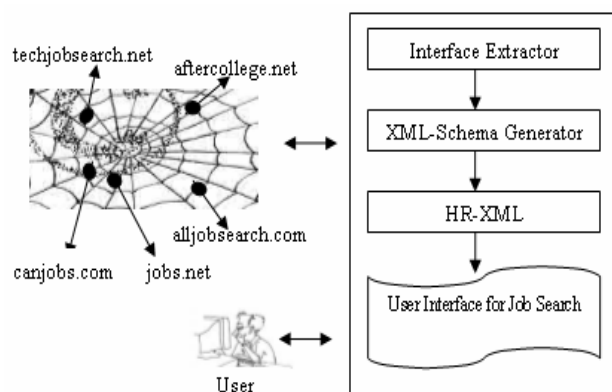 techjobsearch.net
aftercollege.net
alljobsearch.com
canjobs.com
jobs.net
User
Interface Extractor
XML-Schema Generator
HR-XML
User Interface for Job Search